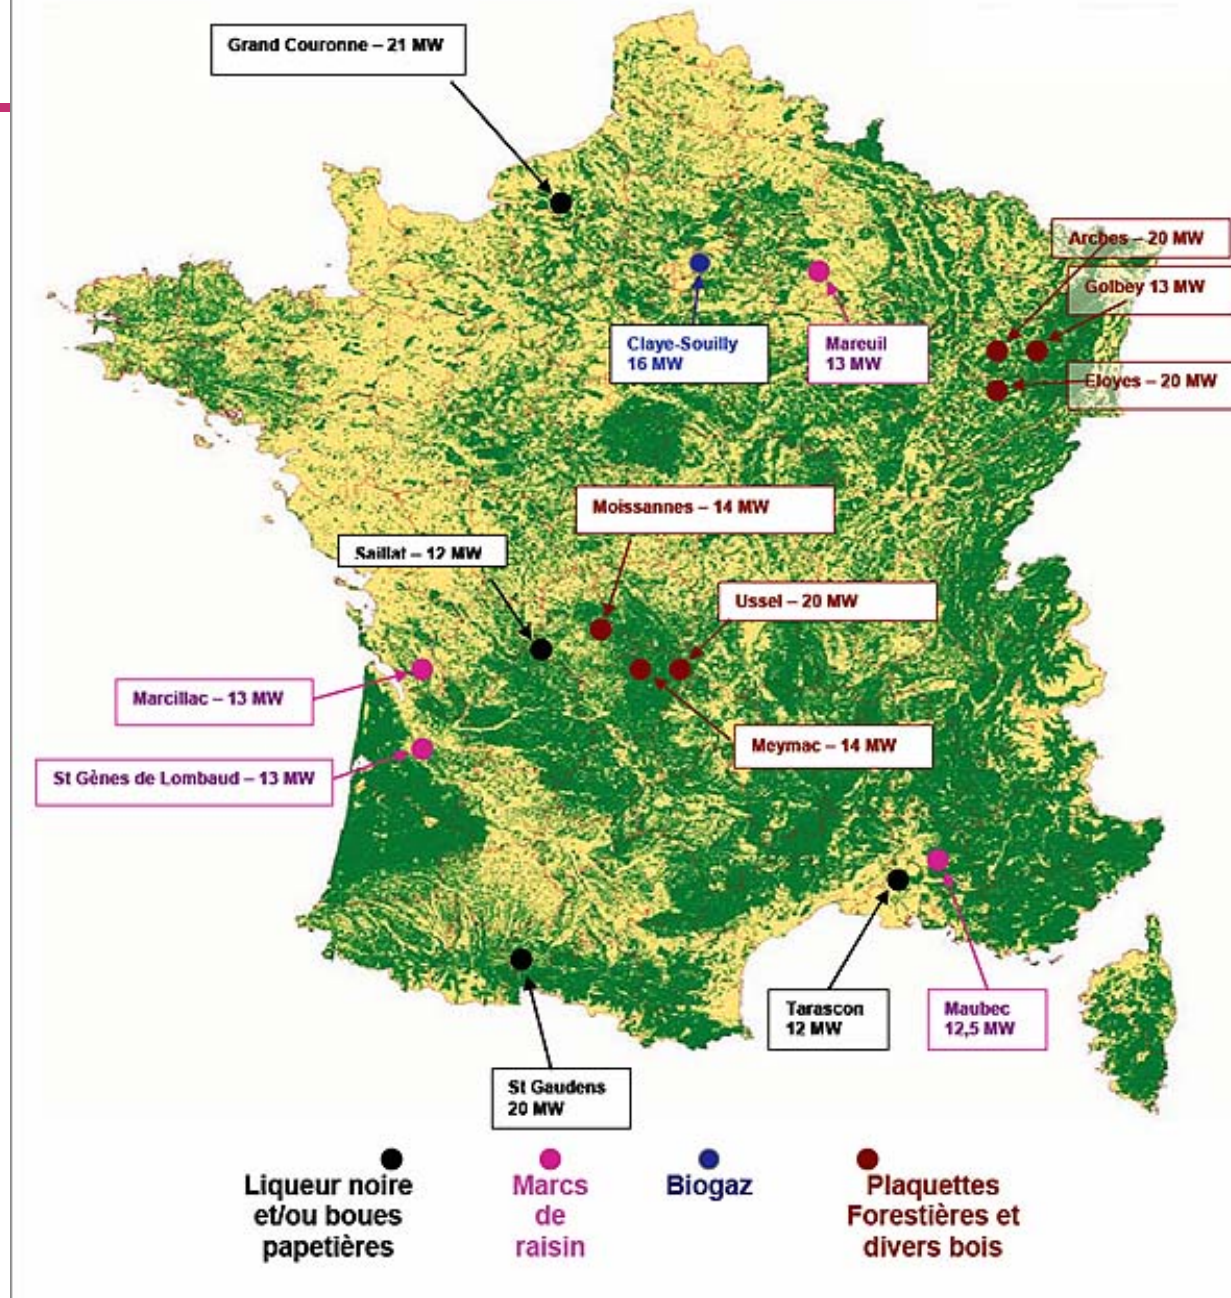 Grand Couronne – 21 MW
Arches – 20 MW
Golbey 13 MW
Claye-Souilly
16 MW
Mareuil
13 MW
Eloyes – 20 MW
Moissannes – 14 MW
Saillat – 12 MW
Ussel – 20 MW
Marcillac – 13 MW
Meymac – 14 MW
St Gènes de Lombaud – 13 MW
Tarascon
12 MW
Maubec
12,5 MW
St Gaudens
20 MW
Liqueur noire
et/ou boues
papetières
Marcs
de
raisin
Biogaz
Plaquettes
Forestières et
divers bois